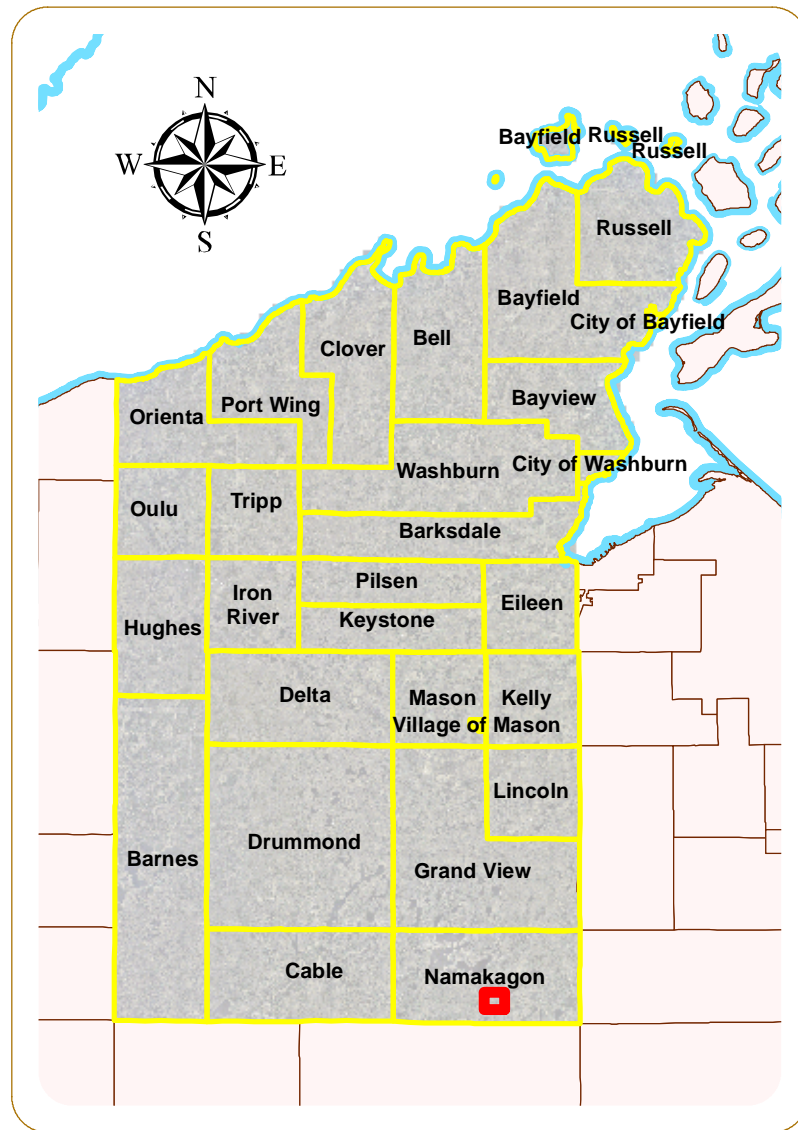 N
W
E
S
Bayfield
Russell
Russell
Russell
Bayfield
City of Bayfield
Clover
Bell
Bayview
Orienta
Port Wing
Washburn
City of Washburn
Oulu
Tripp
Barksdale
Pilsen
Iron
River
Eileen
Keystone
Hughes
Delta
Mason
Kelly
Village of Mason
Lincoln
Drummond
Barnes
Grand View
Cable
Namakagon